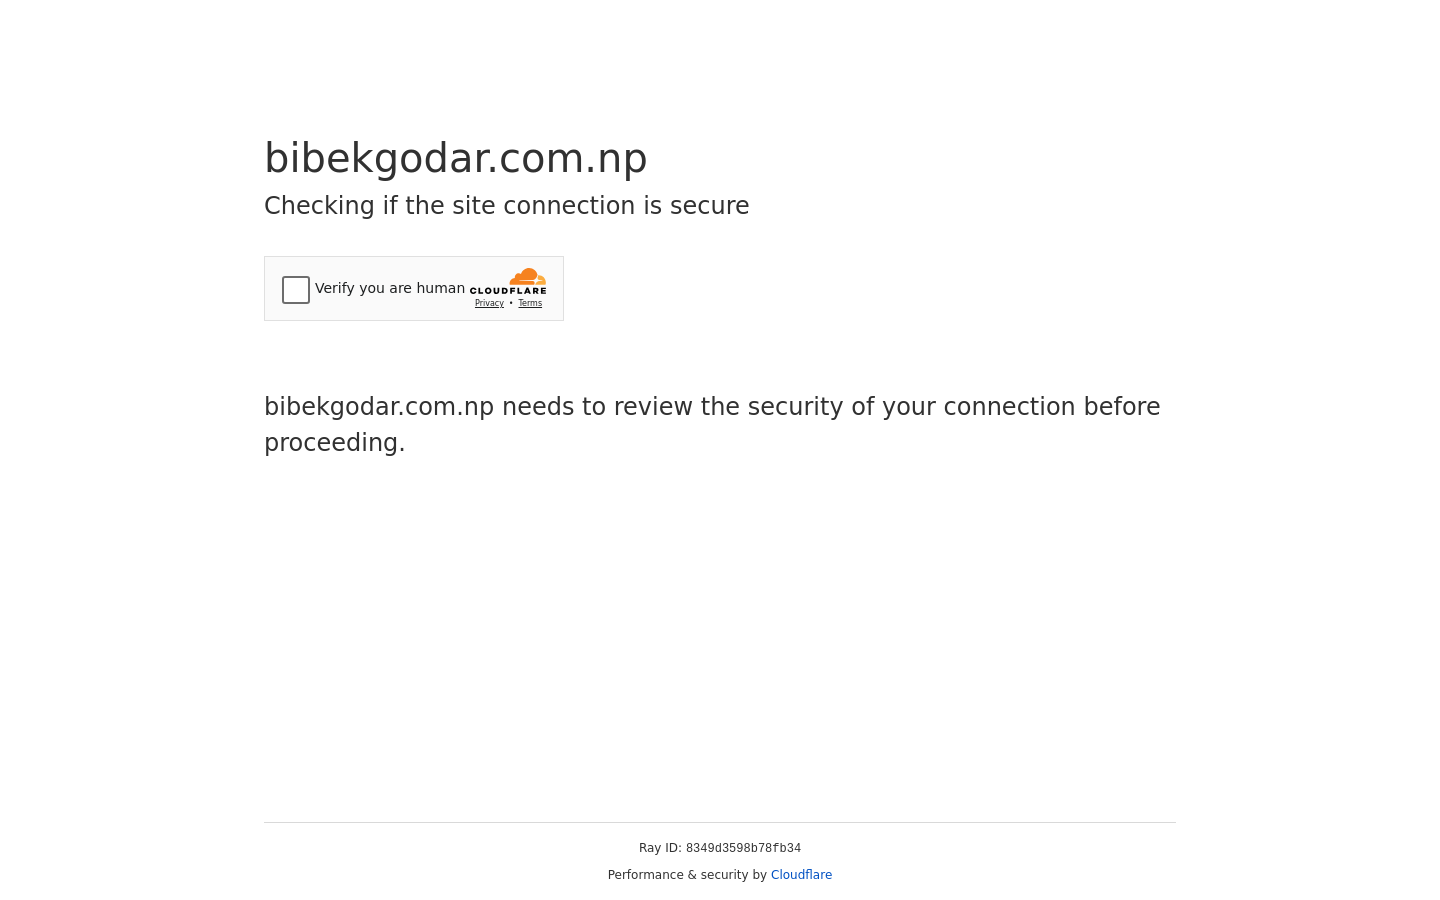 bibekgodar.com.np
Checking if the site connection is secure
Verify you are human
CLOUDFLARE
Privacy • Terms
bibekgodar.com.np needs to review the security of your connection before
proceeding.
Ray ID: 8349d3598b78fb34
Performance & security by Cloudflare